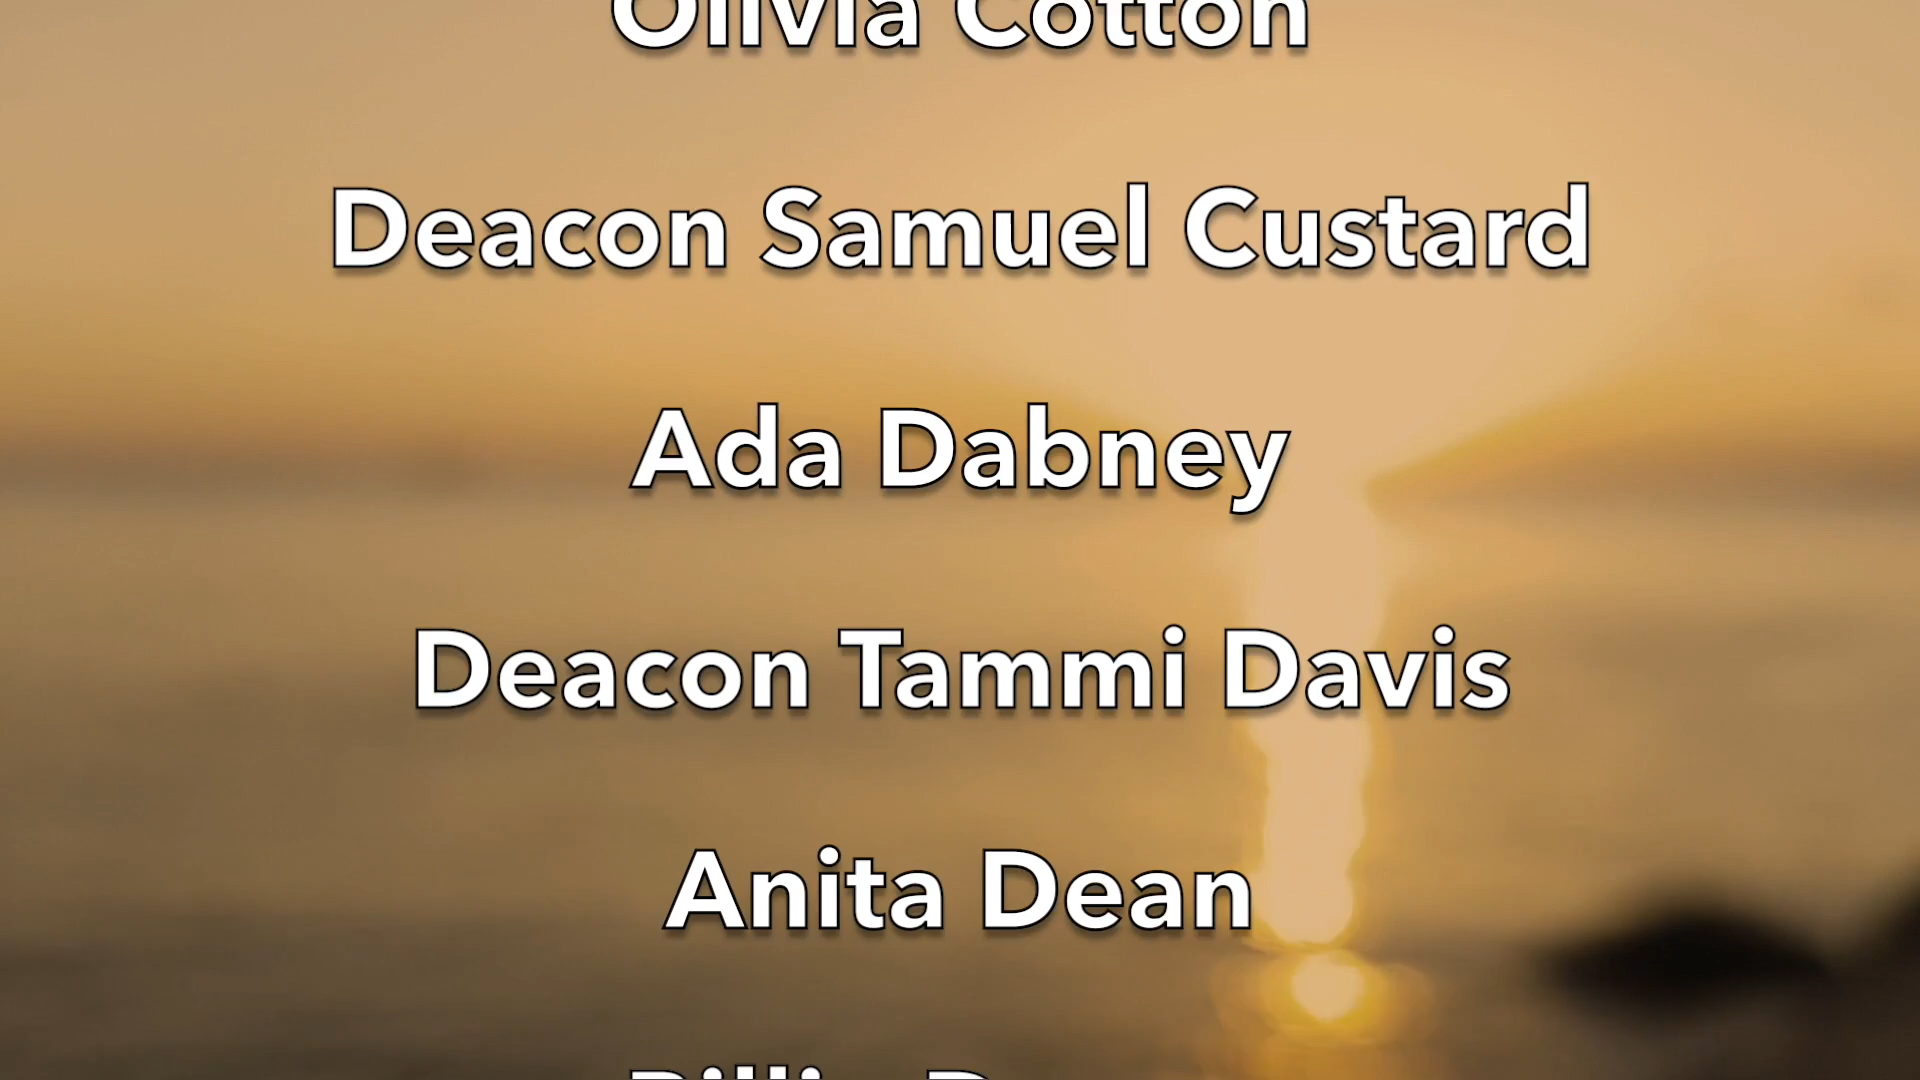 Olivia Cotton
Deacon Samuel Custard
Ada Dabney
Deacon Tammi Davis
Anita Dean